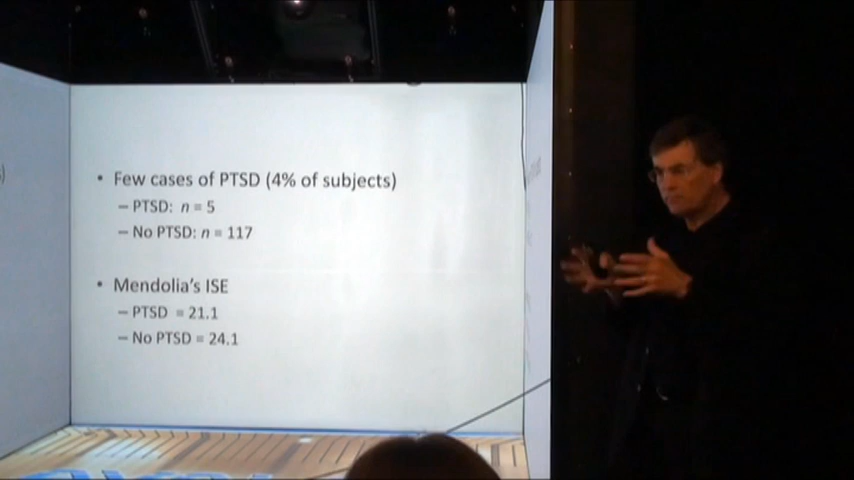 • Few cases of PTSD (4% of subjects)
– PTSD: n = 5
– No PTSD: n = 117
• Mendolia's ISE
– PTSD = 21.1
– No PTSD = 24.1